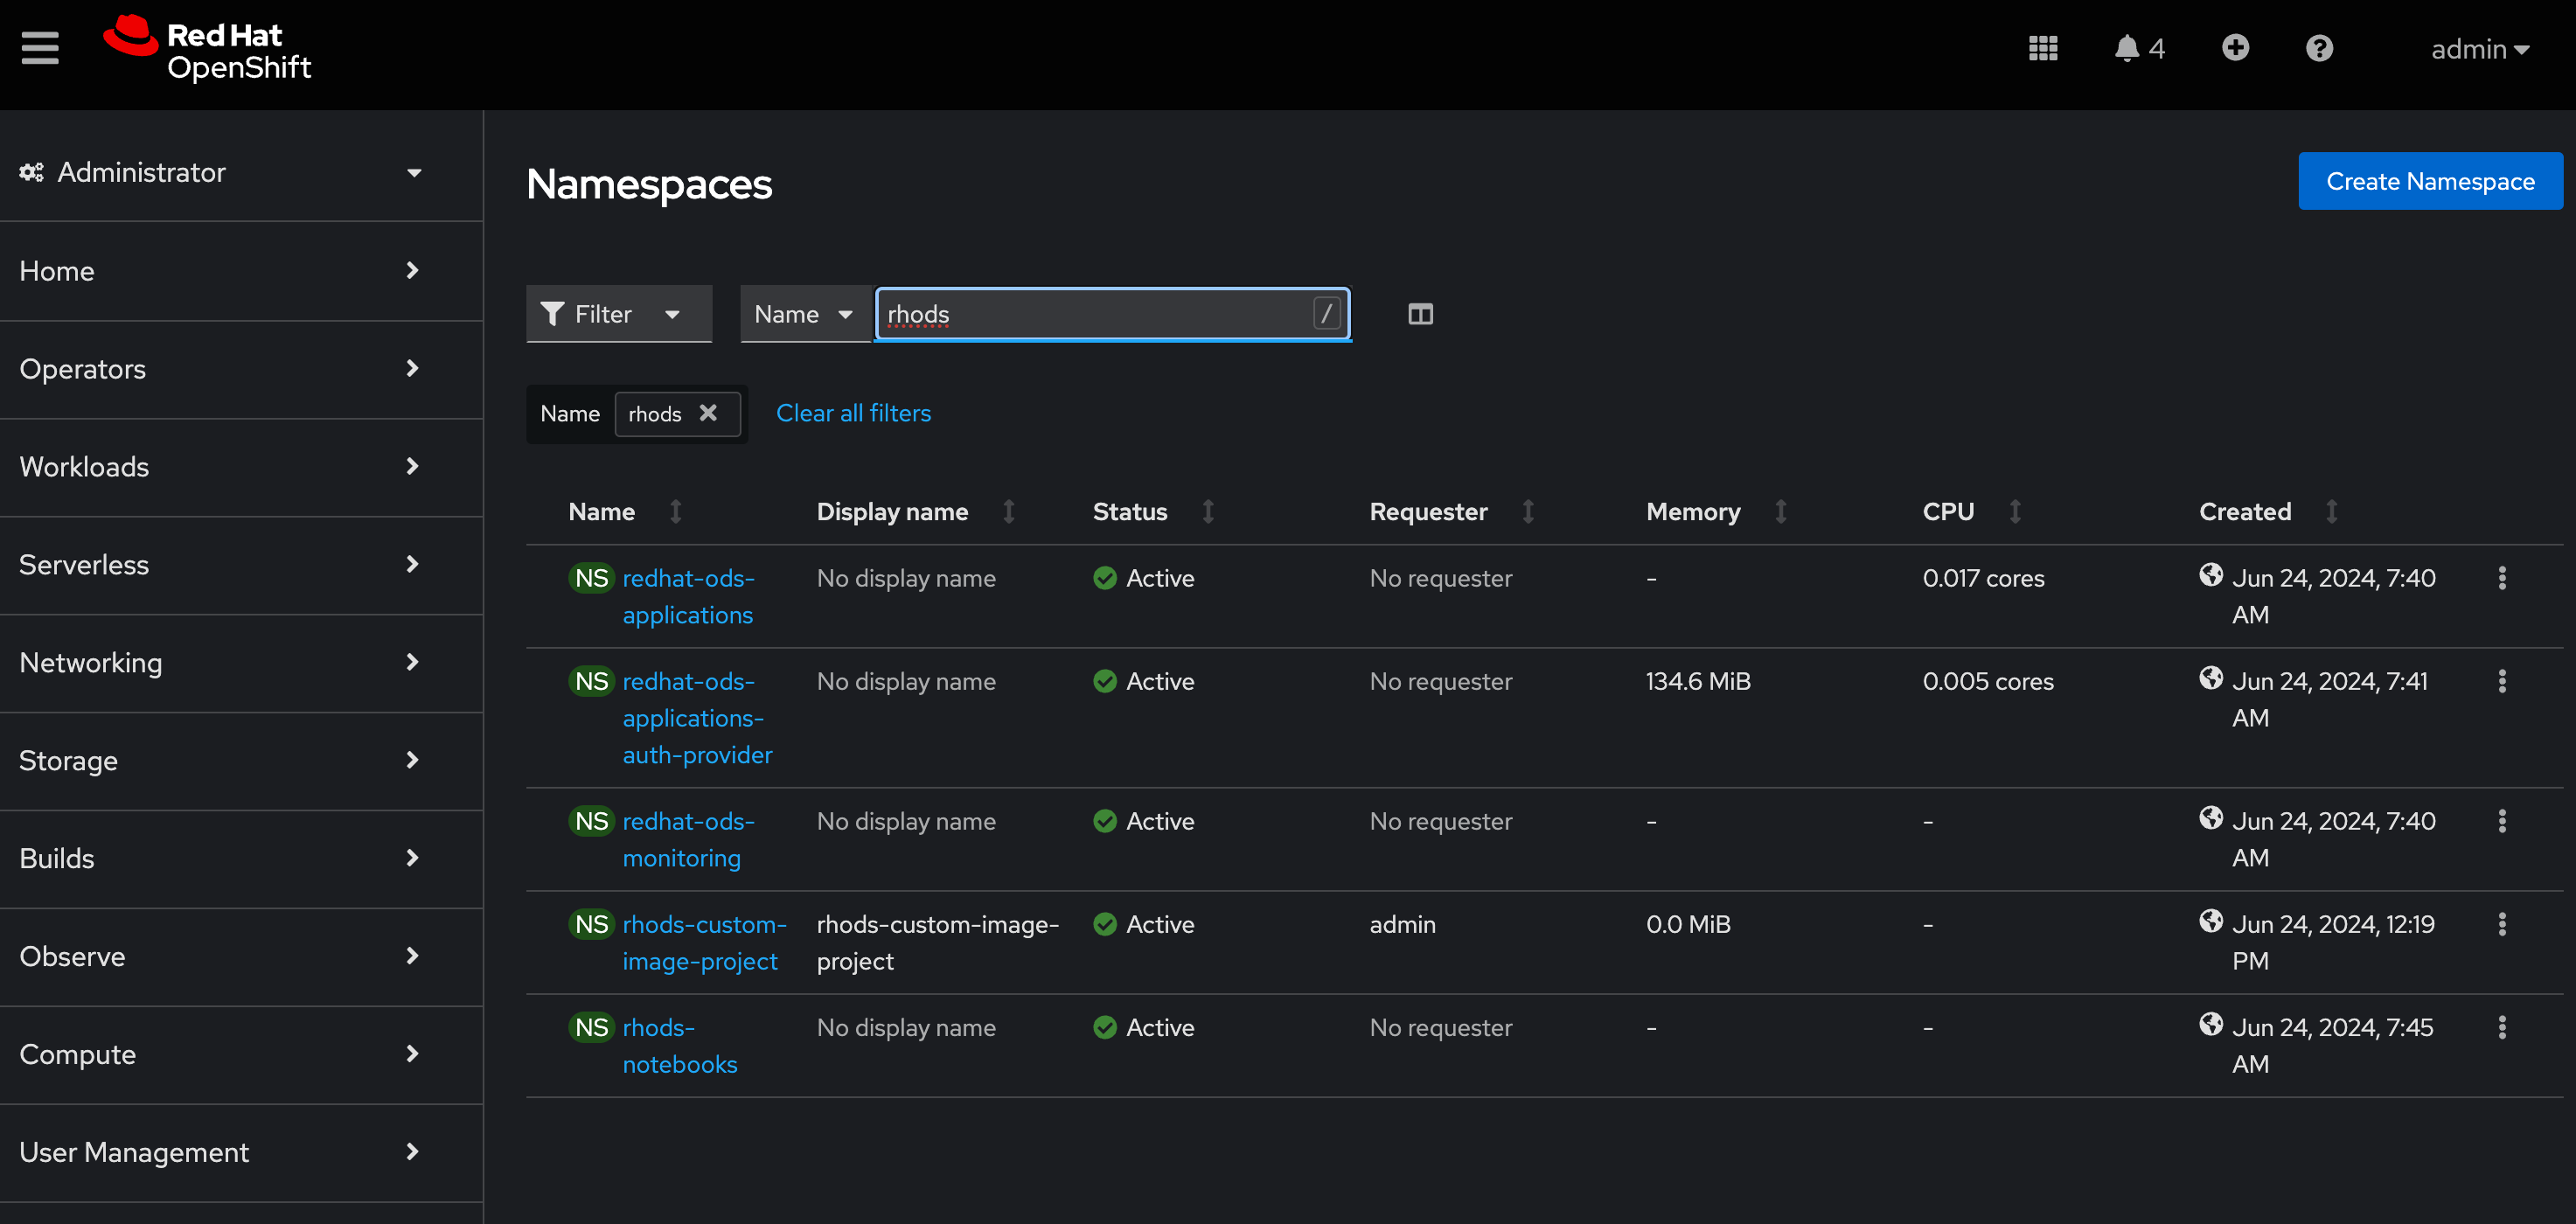 Red Hat
OpenShift
4
admin
Administrator
Home
Operators
Workloads
Serverless
Networking
Storage
Builds
Observe
Compute
User Management
Namespaces
Create Namespace
Filter
Name
rhods
/
Name
rhods
Clear all filters
Name Display name Status Requester Memory CPU Created
NS redhat-ods- No display name Active No requester - 0.017 cores Jun 24, 2024, 7:40
applications AM
NS redhat-ods- No display name Active No requester 134.6 MiB 0.005 cores Jun 24, 2024, 7:41
applications- AM
auth-provider
NS redhat-ods- No display name Active No requester - - Jun 24, 2024, 7:40
monitoring AM
NS rhods-custom- rhods-custom-image- Active admin 0.0 MiB - Jun 24, 2024, 12:19
image-project project PM
NS rhods- No display name Active No requester - - Jun 24, 2024, 7:45
notebooks AM